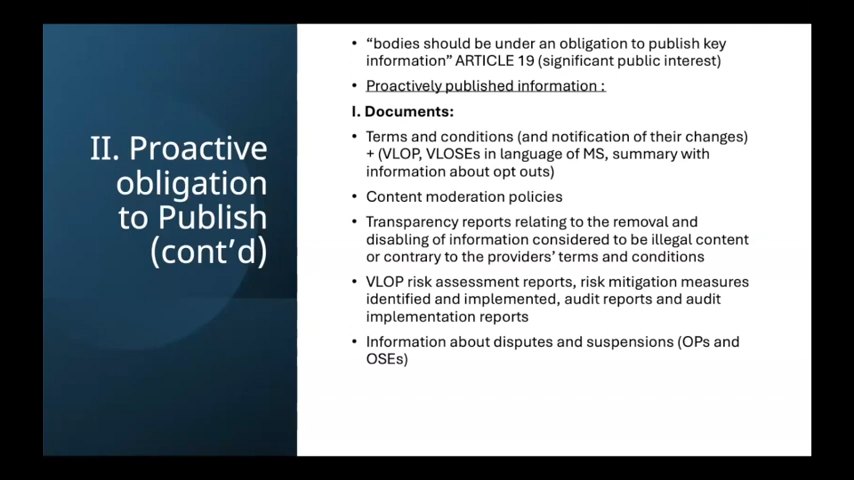 II. Proactive
obligation
to Publish
(cont’d)
• “bodies should be under an obligation to publish key
information” ARTICLE 19 (significant public interest)
• Proactively published information :
I. Documents:
• Terms and conditions (and notification of their changes)
+ (VLOP, VLOSEs in language of MS, summary with
information about opt outs)
• Content moderation policies
• Transparency reports relating to the removal and
disabling of information considered to be illegal content
or contrary to the providers’ terms and conditions
• VLOP risk assessment reports, risk mitigation measures
identified and implemented, audit reports and audit
implementation reports
• Information about disputes and suspensions (OPs and
OSEs)